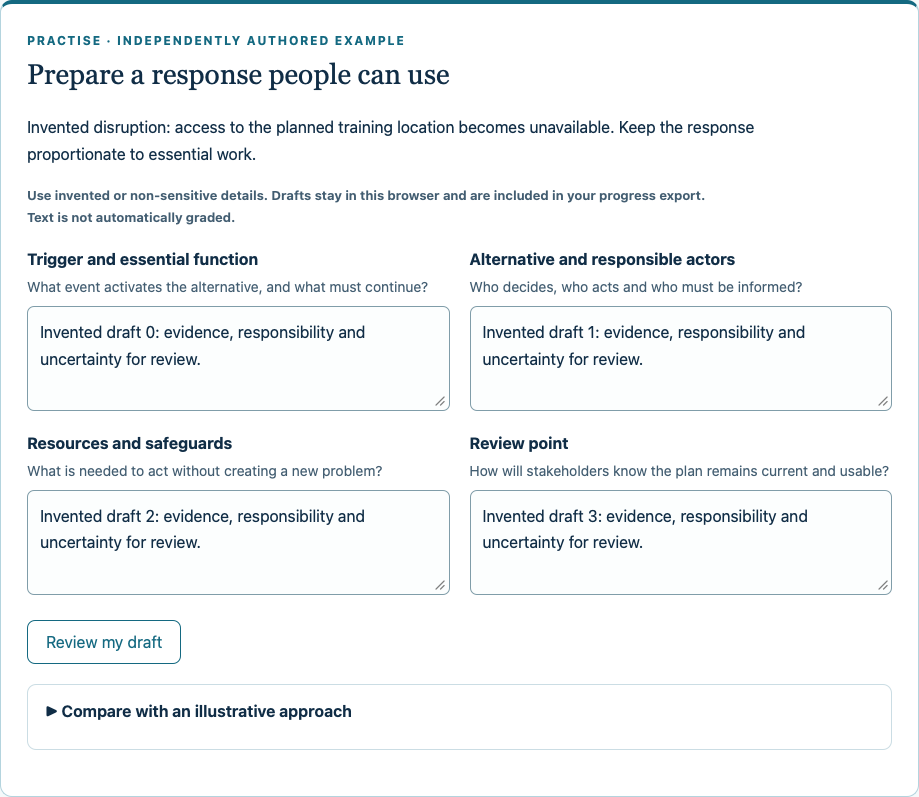 PRACTISE · INDEPENDENTLY AUTHORED EXAMPLE
Prepare a response people can use
Invented disruption: access to the planned training location becomes unavailable. Keep the response
proportionate to essential work.
Use invented or non-sensitive details. Drafts stay in this browser and are included in your progress export.
Text is not automatically graded.
Trigger and essential function
What event activates the alternative, and what must continue?
Invented draft 0: evidence, responsibility and
uncertainty for review.
Alternative and responsible actors
Who decides, who acts and who must be informed?
Invented draft 1: evidence, responsibility and
uncertainty for review.
Resources and safeguards
What is needed to act without creating a new problem?
Invented draft 2: evidence, responsibility and
uncertainty for review.
Review point
How will stakeholders know the plan remains current and usable?
Invented draft 3: evidence, responsibility and
uncertainty for review.
Review my draft
Compare with an illustrative approach